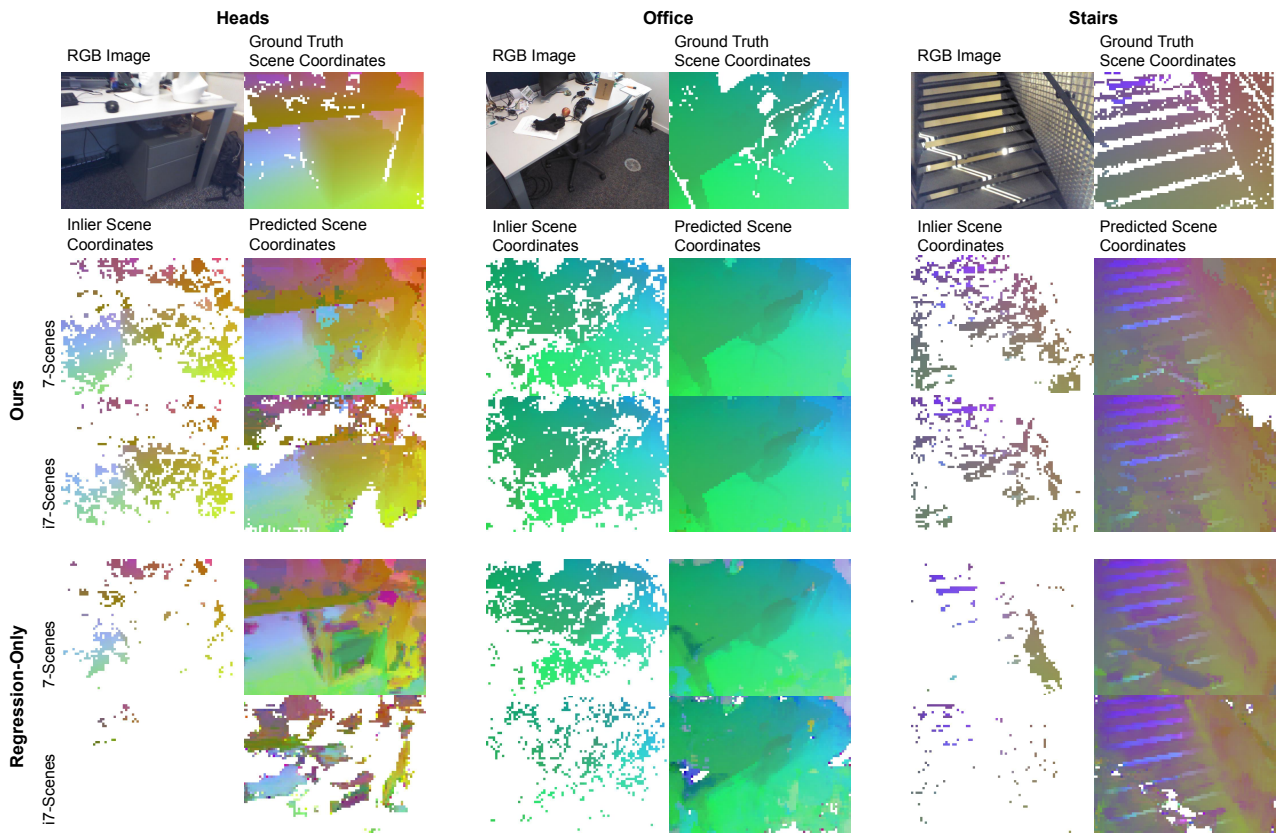 Heads
Office
Stairs
RGB Image
Ground Truth
Scene Coordinates
RGB Image
Ground Truth
Scene Coordinates
RGB Image
Ground Truth
Scene Coordinates
Inlier Scene
Coordinates
Predicted Scene
Coordinates
Inlier Scene
Coordinates
Predicted Scene
Coordinates
Inlier Scene
Coordinates
Predicted Scene
Coordinates
Ours
7-Scenes
i7-Scenes
Regression-Only
7-Scenes
i7-Scenes